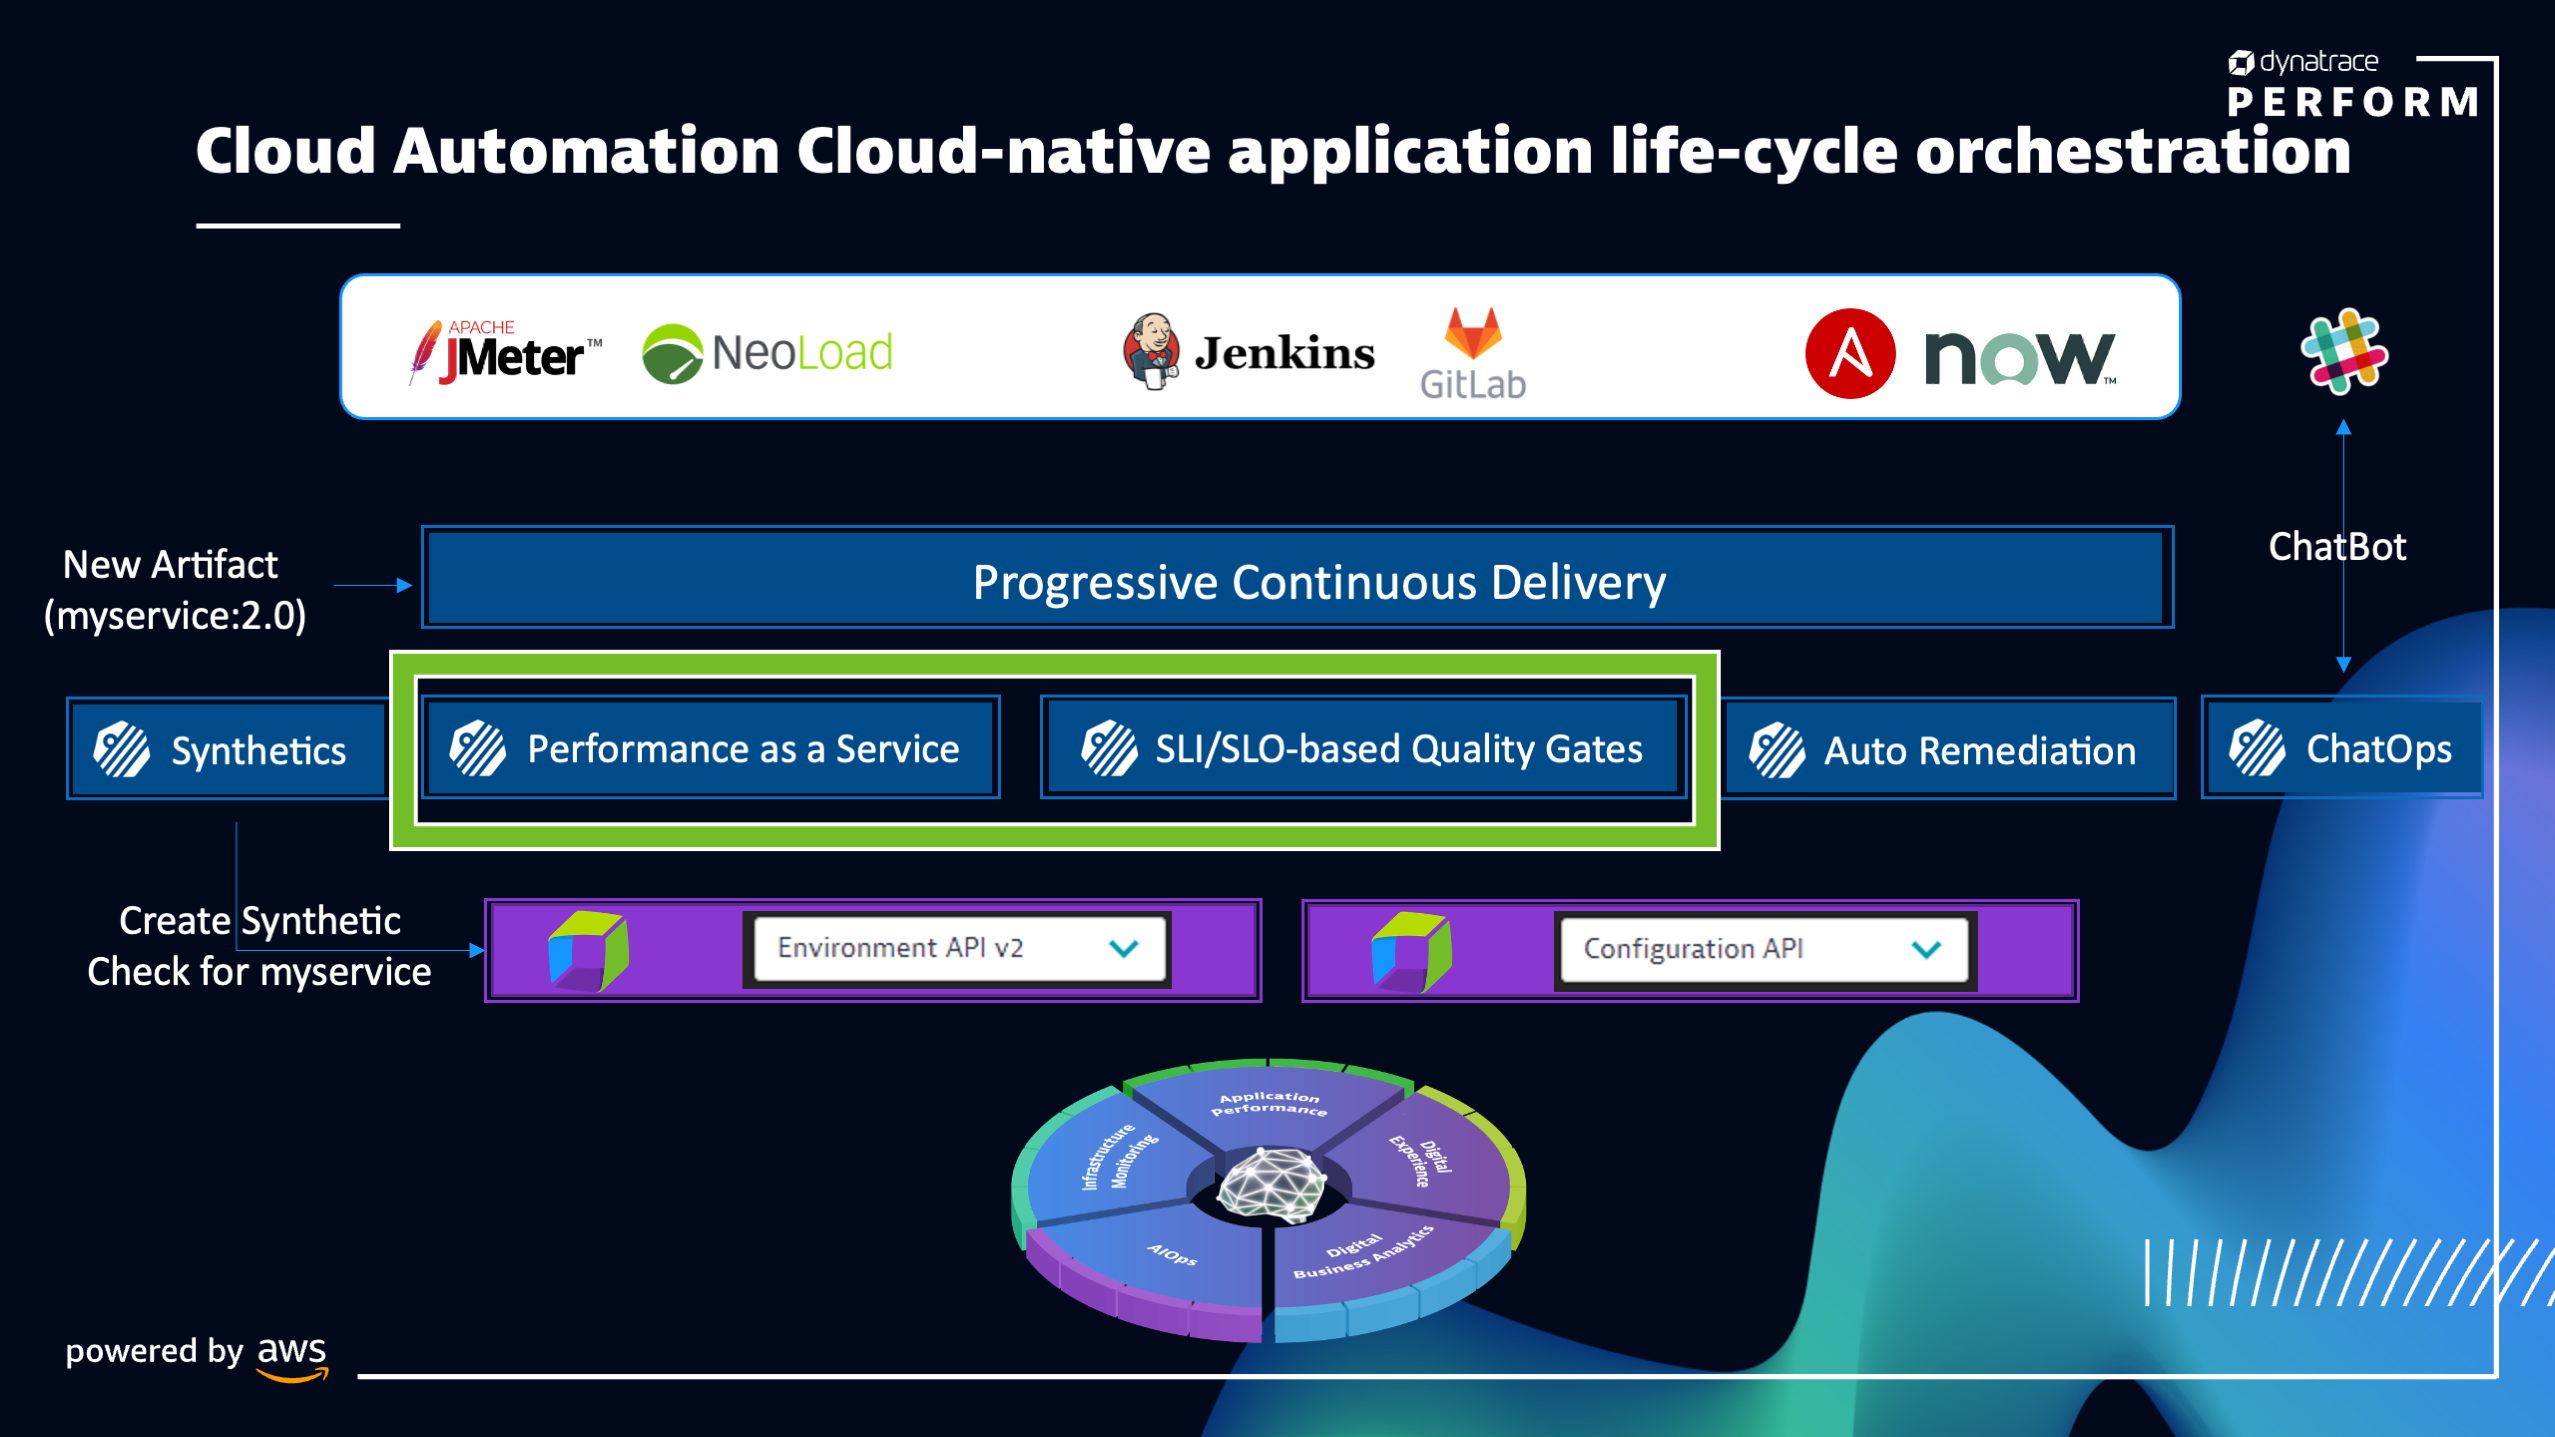 dynatrace
PERFORM
Cloud Automation Cloud-native application life-cycle orchestration
APACHE
JMeter™
NeoLoad
Jenkins
GitLab
now™
New Artifact
(myservice:2.0)
Progressive Continuous Delivery
ChatBot
Synthetics
Performance as a Service
SLI/SLO-based Quality Gates
Auto Remediation
ChatOps
Create Synthetic
Check for myservice
Environment API v2
Configuration API
Application
Performance
Infrastructure
Monitoring
Digital
Experience
AIOps
Digital
Business Analytics
powered by aws